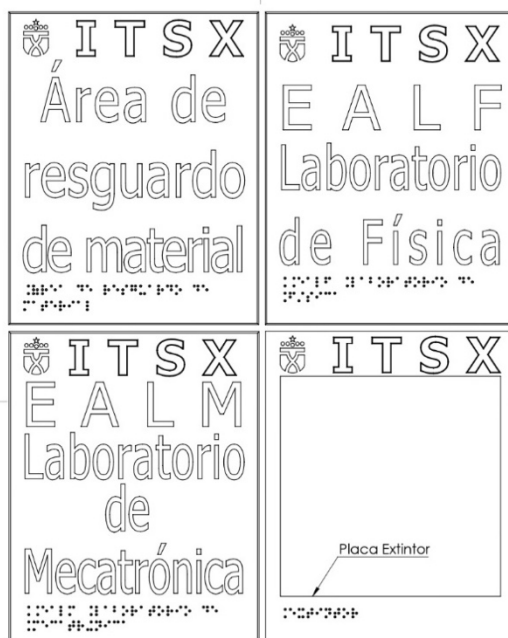 ITSX
Área de
resguardo
de material
ITSX
E A L F
Laboratorio
de Física
ITSX
E A L M
Laboratorio
de
Mecatrónica
ITSX
Placa Extintor